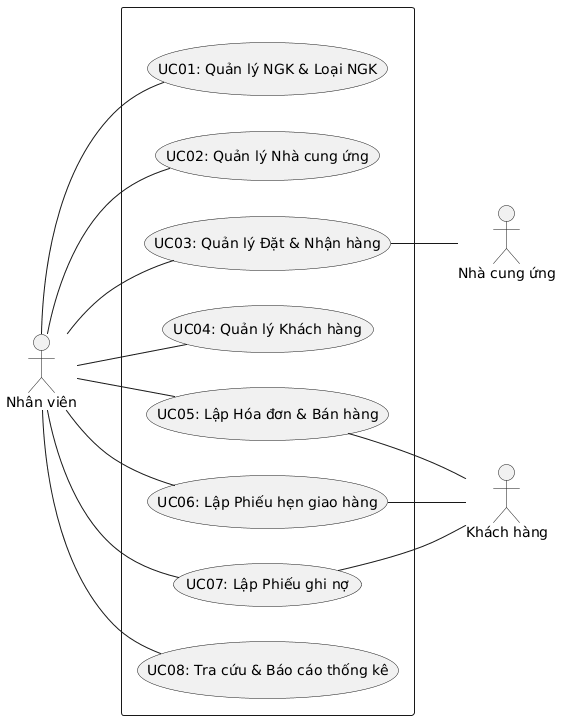 UC01: Quản lý NGK & Loại NGK
UC02: Quản lý Nhà cung ứng
UC03: Quản lý Đặt & Nhận hàng
Nhà cung ứng
UC04: Quản lý Khách hàng
Nhân viên
UC05: Lập Hóa đơn & Bán hàng
UC06: Lập Phiếu hẹn giao hàng
Khách hàng
UC07: Lập Phiếu ghi nợ
UC08: Tra cứu & Báo cáo thống kê